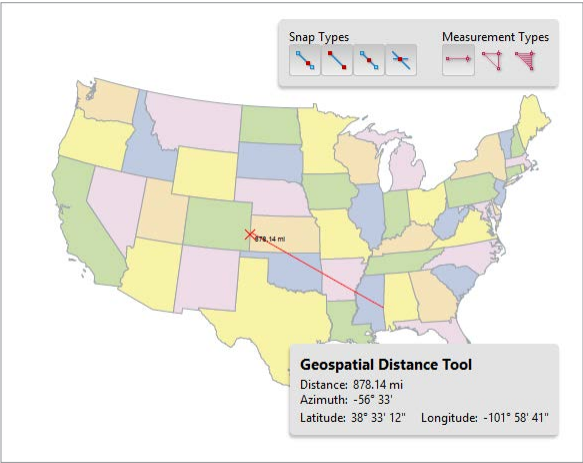 Snap Types
Measurement Types
878.14 mi
Geospatial Distance Tool
Distance: 878.14 mi
Azimuth: -56° 33'
Latitude: 38° 33' 12" Longitude: -101° 58' 41"